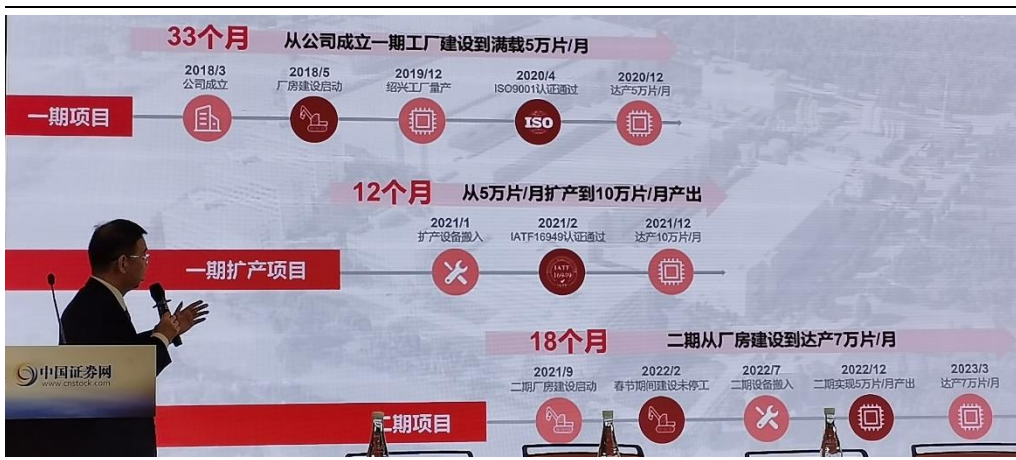 33个月 从公司成立一期工厂建设到满载5万片/月
2018/3
公司成立
2018/5
厂房建设启动
2019/12
绍兴工厂量产
2020/4
ISO9001认证通过
2020/12
达产5万片/月
一期项目
ISO
12个月 从5万片/月扩产到10万片/月产出
2021/1
扩产设备搬入
2021/2
IATF16949认证通过
2021/12
达产10万片/月
一期扩产项目
IATF
16949
18个月 二期从厂房建设到达产7万片/月
2021/9
二期厂房建设启动
2022/2
春节期间建设未停工
2022/7
二期设备搬入
2022/12
二期实现5万片/月产出
2023/3
达产7万片/月
二期项目
中国证券网
www.cnstock.com